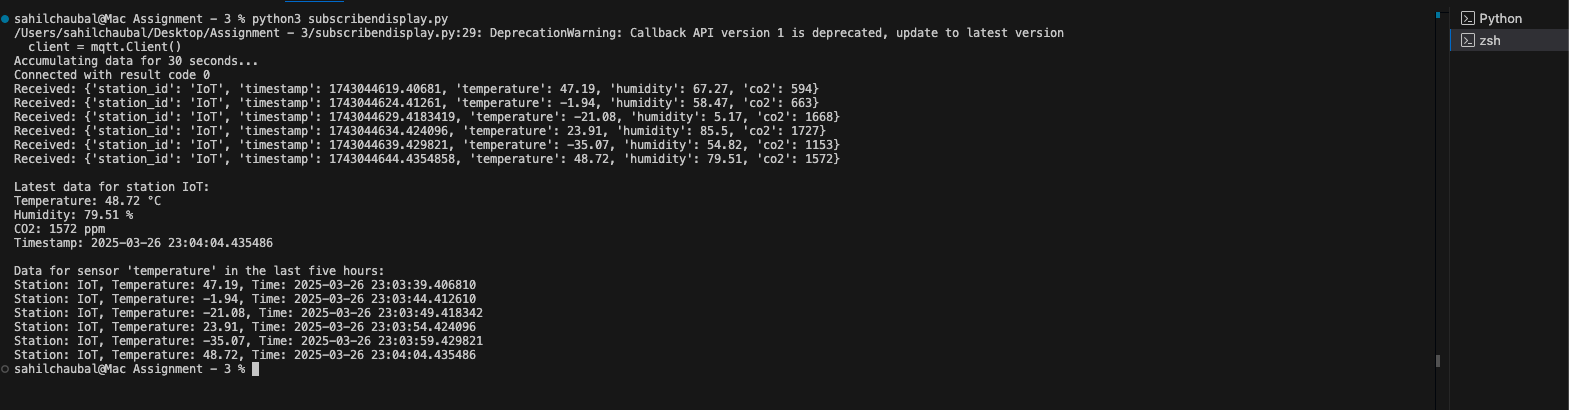 sahilchaubal@Mac Assignment - 3 % python3 subscribendisplay.py
/Users/sahilchaubal/Desktop/Assignment - 3/subscribendisplay.py:29: DeprecationWarning: Callback API version 1 is deprecated, update to latest version
  client = mqtt.Client()
Accumulating data for 30 seconds...
Connected with result code 0
Received: {'station_id': 'IoT', 'timestamp': 1743044619.40681, 'temperature': 47.19, 'humidity': 67.27, 'co2': 594}
Received: {'station_id': 'IoT', 'timestamp': 1743044624.41261, 'temperature': -1.94, 'humidity': 58.47, 'co2': 663}
Received: {'station_id': 'IoT', 'timestamp': 1743044629.4183419, 'temperature': -21.08, 'humidity': 5.17, 'co2': 1668}
Received: {'station_id': 'IoT', 'timestamp': 1743044634.424096, 'temperature': 23.91, 'humidity': 85.5, 'co2': 1727}
Received: {'station_id': 'IoT', 'timestamp': 1743044639.429821, 'temperature': -35.07, 'humidity': 54.82, 'co2': 1153}
Received: {'station_id': 'IoT', 'timestamp': 1743044644.4354858, 'temperature': 48.72, 'humidity': 79.51, 'co2': 1572}
Latest data for station IoT:
Temperature: 48.72 °C
Humidity: 79.51 %
CO2: 1572 ppm
Timestamp: 2025-03-26 23:04:04.435486
Data for sensor 'temperature' in the last five hours:
Station: IoT, Temperature: 47.19, Time: 2025-03-26 23:03:39.406810
Station: IoT, Temperature: -1.94, Time: 2025-03-26 23:03:44.412610
Station: IoT, Temperature: -21.08, Time: 2025-03-26 23:03:49.418342
Station: IoT, Temperature: 23.91, Time: 2025-03-26 23:03:54.424096
Station: IoT, Temperature: -35.07, Time: 2025-03-26 23:03:59.429821
Station: IoT, Temperature: 48.72, Time: 2025-03-26 23:04:04.435486
sahilchaubal@Mac Assignment - 3 %
Python
zsh